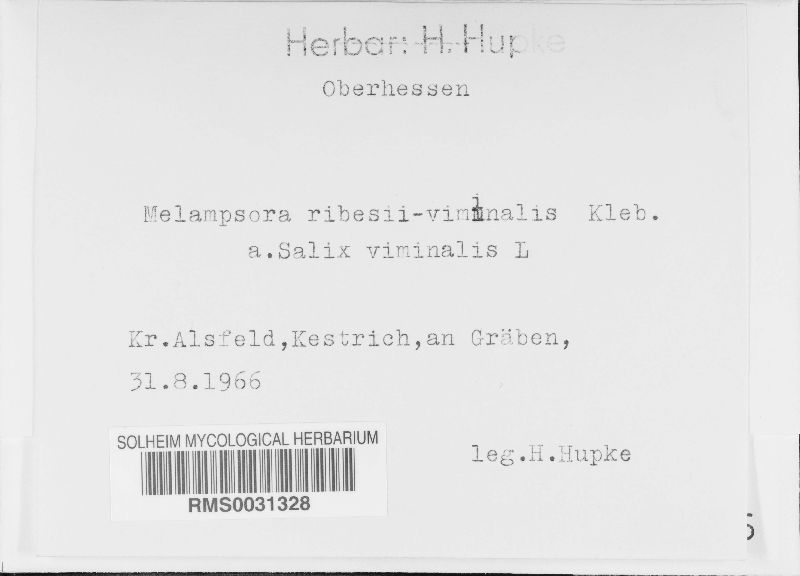 Herbar: H. Hupke
Oberhessen
Melampsora ribesii-viminalis Kleb.
a.Salix viminalis L
Kr.Alsfeld,Kestrich,an Gräben,
31.8.1966
SOLHEIM MYCOLOGICAL HERBARIUM
RMS0031328
leg.H.Hupke